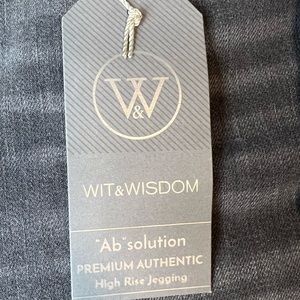 W&
WIT&WISDOM
"Ab"solution
PREMIUM AUTHENTIC
High Rise Jegging